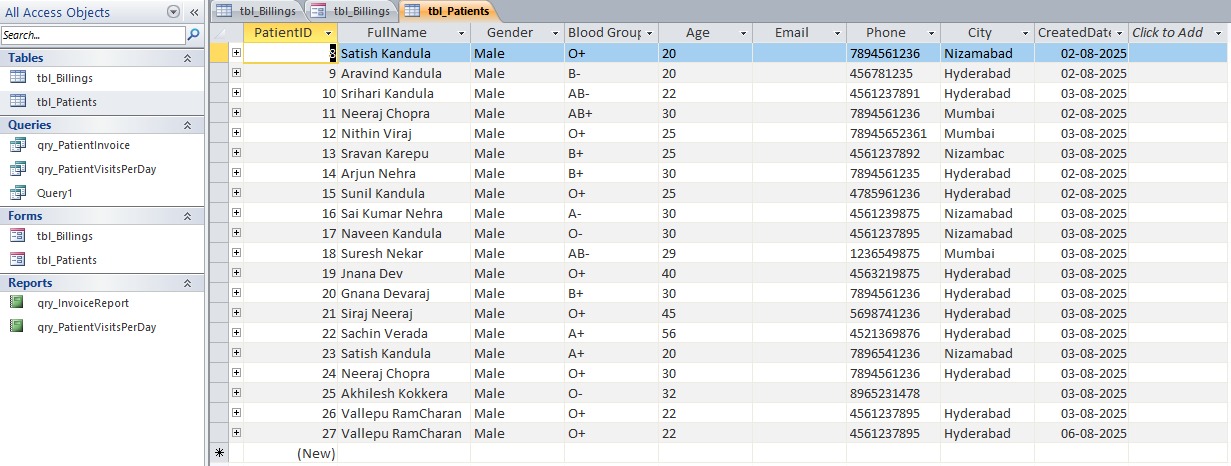 All Access Objects
Search...
Tables
tbl_Billings
tbl_Patients
Queries
qry_PatientInvoice
qry_PatientVisitsPerDay
Query1
Forms
tbl_Billings
tbl_Patients
Reports
qry_InvoiceReport
qry_PatientVisitsPerDay
tbl_Billings tbl_Billings tbl_Patients
PatientID FullName Gender Blood Group Age Email Phone City CreatedDate Click to Add
8 Satish Kandula Male O+ 20 7894561236 Nizamabad 02-08-2025
9 Aravind Kandula Male B- 20 456781235 Hyderabad 02-08-2025
10 Srihari Kandula Male AB- 22 4561237891 Hyderabad 03-08-2025
11 Neeraj Chopra Male AB+ 30 7894561236 Mumbai 02-08-2025
12 Nithin Viraj Male O+ 25 78945652361 Mumbai 03-08-2025
13 Sravan Karepu Male B+ 25 4561237892 Nizambac 03-08-2025
14 Arjun Nehra Male B+ 30 7894561235 Hyderabad 02-08-2025
15 Sunil Kandula Male O+ 25 4785961236 Hyderabad 02-08-2025
16 Sai Kumar Nehra Male A- 30 4561239875 Nizamabad 03-08-2025
17 Naveen Kandula Male O- 30 4561237895 Nizamabad 03-08-2025
18 Suresh Nekar Male AB- 29 1236549875 Mumbai 03-08-2025
19 Jnana Dev Male O+ 40 4563219875 Hyderabad 03-08-2025
20 Gnana Devaraj Male B+ 30 7894561236 Hyderabad 03-08-2025
21 Siraj Neeraj Male O+ 45 5698741236 Hyderabad 03-08-2025
22 Sachin Verada Male A+ 56 4521369876 Hyderabad 03-08-2025
23 Satish Kandula Male A+ 20 7896541236 Nizamabad 03-08-2025
24 Neeraj Chopra Male O+ 30 7894561236 Hyderabad 03-08-2025
25 Akhilesh Kokkera Male O- 32 8965231478 03-08-2025
26 Vallepu RamCharan Male O+ 22 4561237895 Hyderabad 03-08-2025
27 Vallepu RamCharan Male O+ 22 4561237895 Hyderabad 06-08-2025
(New)